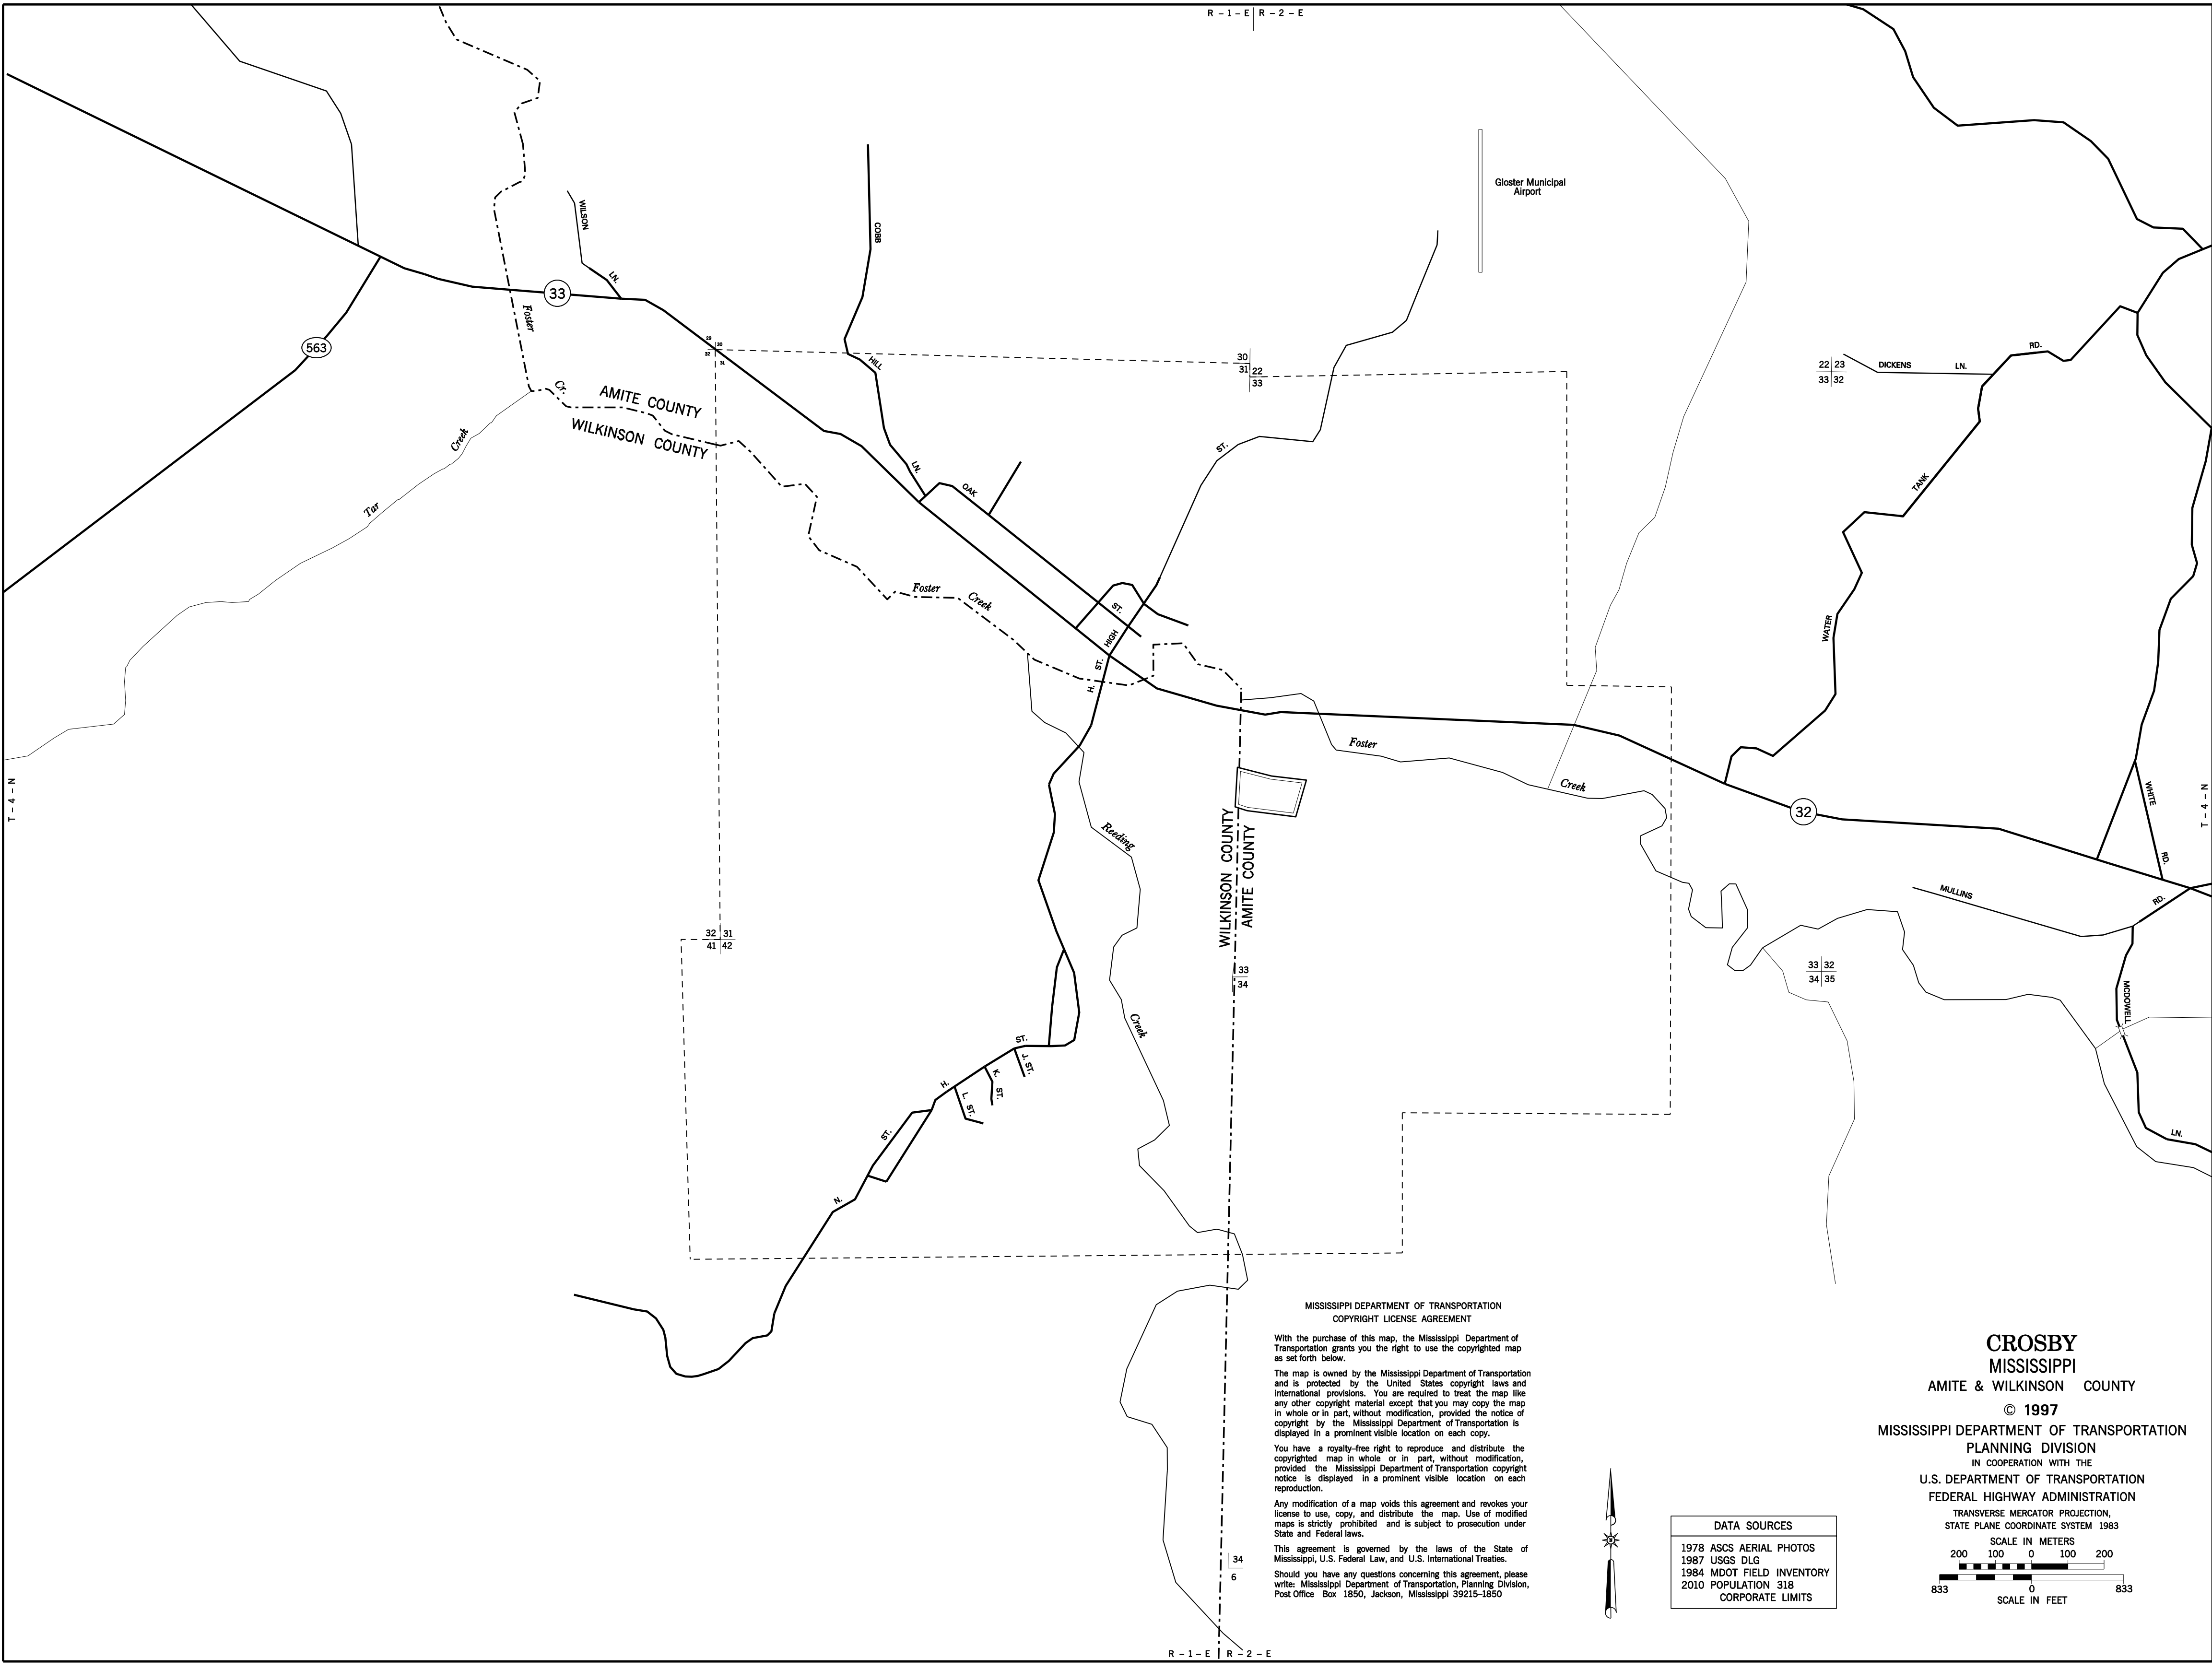 R – 1 – E R – 2 – E
Gloster Municipal
Airport
WILSON
LN.
COBB
HILL
LN.
33
563
Foster
Cr.
29 30
32 31
30
31 22
33
22 23
33 32
DICKENS LN.
RD.
TANK
WATER
AMITE COUNTY
WILKINSON COUNTY
Creek
Tar
ST.
OAK
Foster
Creek
ST.
HIGH
ST.
H.
Foster
Creek
T – 4 – N
T – 4 – N
32
WHITE
RD.
Reeding
Creek
WILKINSON COUNTY
AMITE COUNTY
MULLINS
RD.
32 31
41 42
33
34
33 32
34 35
MCDOWELL
LN.
ST.
J. ST.
K. ST.
H.
L ST.
ST.
N.
MISSISSIPPI DEPARTMENT OF TRANSPORTATION
COPYRIGHT LICENSE AGREEMENT
With the purchase of this map, the Mississippi Department of
Transportation grants you the right to use the copyrighted map
as set forth below.
The map is owned by the Mississippi Department of Transportation
and is protected by the United States copyright laws and
international provisions. You are required to treat the map like
any other copyright material except that you may copy the map
in whole or in part, without modification, provided the notice of
copyright by the Mississippi Department of Transportation is
displayed in a prominent visible location on each copy.
You have a royalty–free right to reproduce and distribute the
copyrighted map in whole or in part, without modification,
provided the Mississippi Department of Transportation copyright
notice is displayed in a prominent visible location on each
reproduction.
Any modification of a map voids this agreement and revokes your
license to use, copy, and distribute the map. Use of modified
maps is strictly prohibited and is subject to prosecution under
State and Federal laws.
This agreement is governed by the laws of the State of
Mississippi, U.S. Federal Law, and U.S. International Treaties.
Should you have any questions concerning this agreement, please
write: Mississippi Department of Transportation, Planning Division,
Post Office Box 1850, Jackson, Mississippi 39215–1850
34
6
R – 1 – E R – 2 – E
DATA SOURCES
1978 ASCS AERIAL PHOTOS
1987 USGS DLG
1984 MDOT FIELD INVENTORY
2010 POPULATION 318
CORPORATE LIMITS
CROSBY
MISSISSIPPI
AMITE & WILKINSON COUNTY
© 1997
MISSISSIPPI DEPARTMENT OF TRANSPORTATION
PLANNING DIVISION
IN COOPERATION WITH THE
U.S. DEPARTMENT OF TRANSPORTATION
FEDERAL HIGHWAY ADMINISTRATION
TRANSVERSE MERCATOR PROJECTION,
STATE PLANE COORDINATE SYSTEM 1983
SCALE IN METERS
200 100 0 100 200
833 0 833
SCALE IN FEET